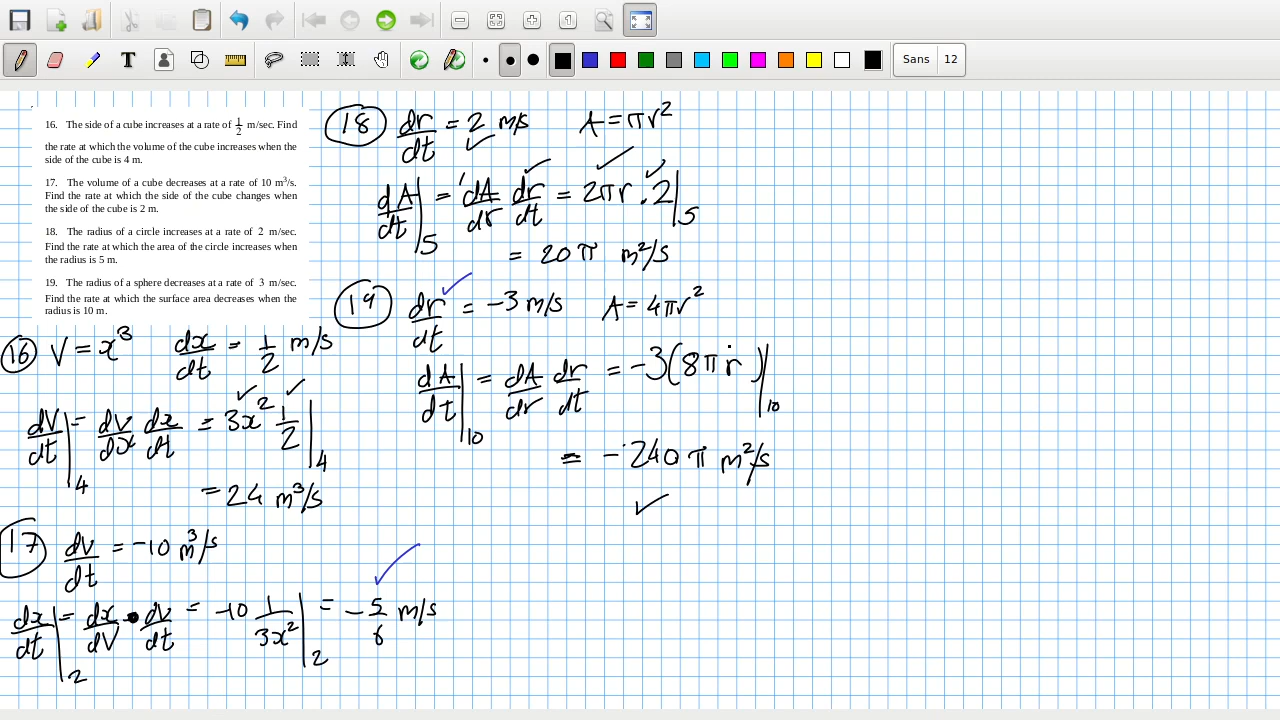 Sans 12
16. The side of a cube increases at a rate of 1/2 m/sec. Find
the rate at which the volume of the cube increases when the
side of the cube is 4 m.
17. The volume of a cube decreases at a rate of 10 m³/s.
Find the rate at which the side of the cube changes when
the side of the cube is 2 m.
18. The radius of a circle increases at a rate of 2 m/sec.
Find the rate at which the area of the circle increases when
the radius is 5 m.
19. The radius of a sphere decreases at a rate of 3 m/sec.
Find the rate at which the surface area decreases when the
radius is 10 m.
16 V = x³ dx/dt = 1/2 m/s
dV/dt|4 = dV/dx dx/dt = 3x² 1/2|4
= 24 m³/s
17 dV/dt = -10 m³/s
dx/dt|2 = dx/dV • dV/dt = -10 1/3x²|2 = -5/6 m/s
18 dr/dt = 2 m/s A = πr²
dA/dt|5 = dA/dr dr/dt = 2πr . 2|5
= 20π m²/s
19 dr/dt = -3 m/s A = 4πr²
dA/dt|10 = dA/dr dr/dt = -3(8πr)|10
= -240π m²/s